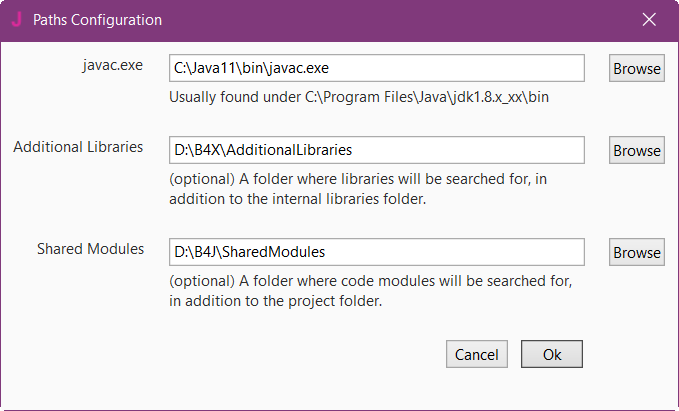 J Paths Configuration
javac.exe C:\Java11\bin\javac.exe Browse
Usually found under C:\Program Files\Java\jdk1.8.x_xx\bin
Additional Libraries D:\B4X\AdditionalLibraries Browse
(optional) A folder where libraries will be searched for, in
addition to the internal libraries folder.
Shared Modules D:\B4J\SharedModules Browse
(optional) A folder where code modules will be searched for,
in addition to the project folder.
Cancel Ok